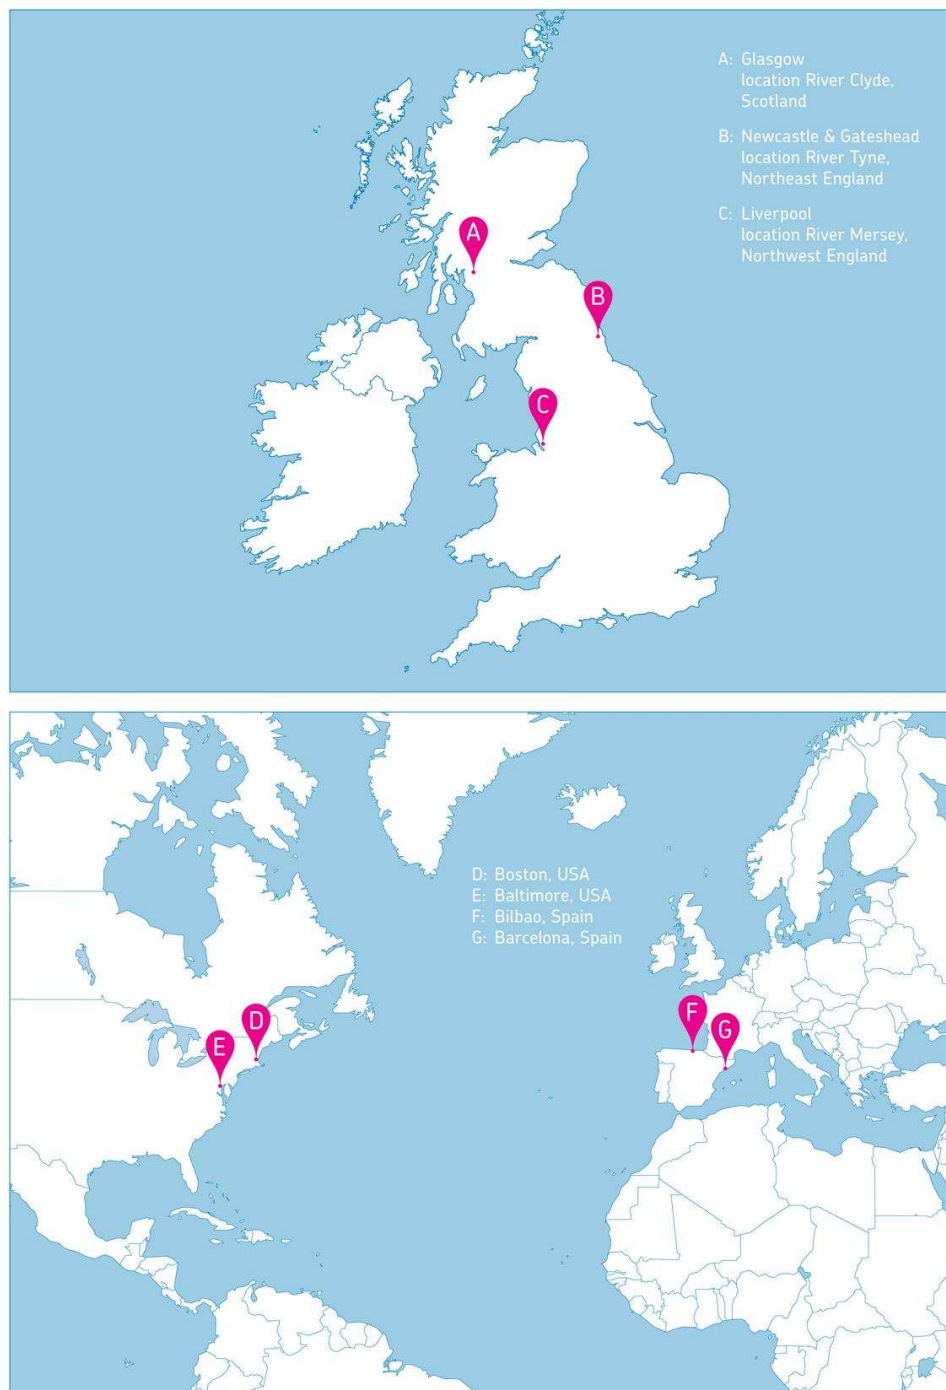 A: Glasgow
location River Clyde,
Scotland
B: Newcastle & Gateshead
location River Tyne,
Northeast England
C: Liverpool
location River Mersey,
Northwest England
A
B
C
D: Boston, USA
E: Baltimore, USA
F: Bilbao, Spain
G: Barcelona, Spain
F
D
G
E